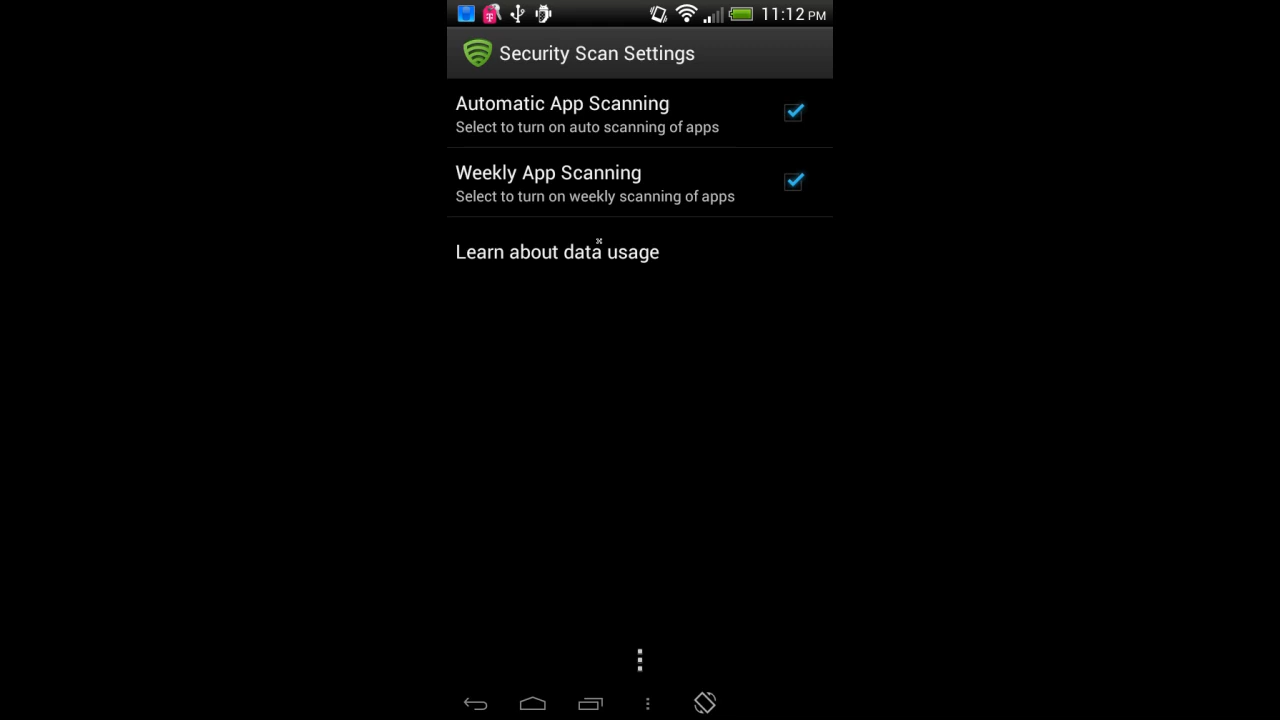 11:12 PM
Security Scan Settings
Automatic App Scanning
Select to turn on auto scanning of apps
Weekly App Scanning
Select to turn on weekly scanning of apps
Learn about data usage